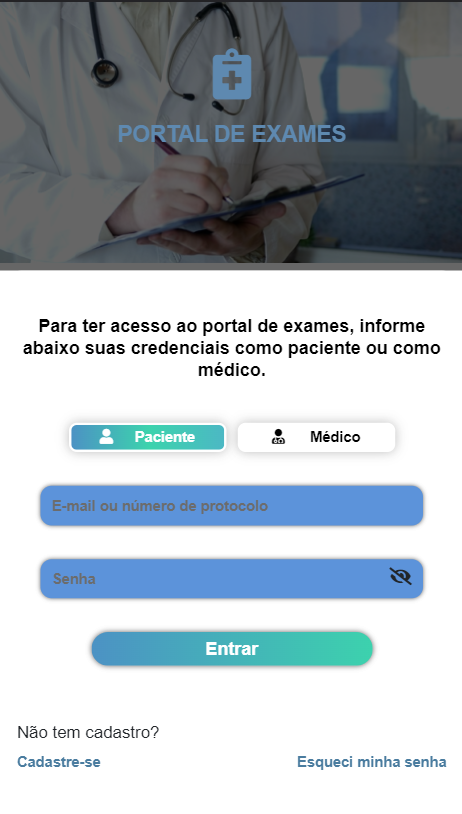 PORTAL DE EXAMES
Para ter acesso ao portal de exames, informe
abaixo suas credenciais como paciente ou como
médico.
Paciente
Médico
E-mail ou número de protocolo
Senha
Entrar
Não tem cadastro?
Cadastre-se
Esqueci minha senha